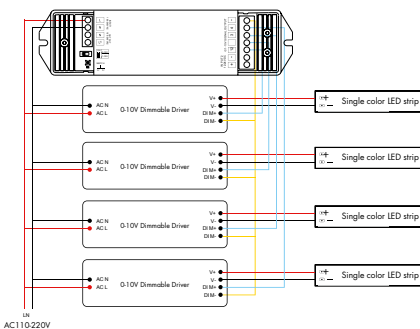 V+
AC N
V-
0-10V Dimmable Driver
AC L
DIM+
DIM-
Single color LED strip
V+
AC N
V-
0-10V Dimmable Driver
AC L
DIM+
DIM-
Single color LED strip
V+
AC N
V-
0-10V Dimmable Driver
AC L
DIM+
DIM-
Single color LED strip
V+
AC N
V-
0-10V Dimmable Driver
AC L
DIM+
DIM-
Single color LED strip
LN
AC110-220V